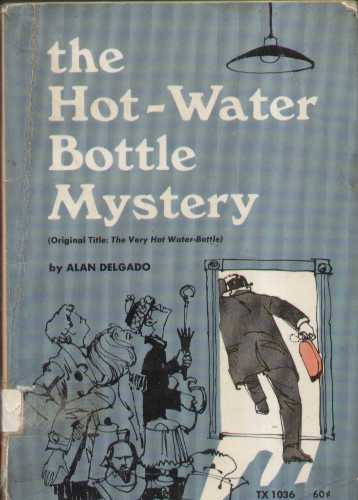 the
Hot-Water
Bottle
Mystery
(Original Title: The Very Hot Water-Bottle)
by ALAN DELGADO
TX 1036 60¢